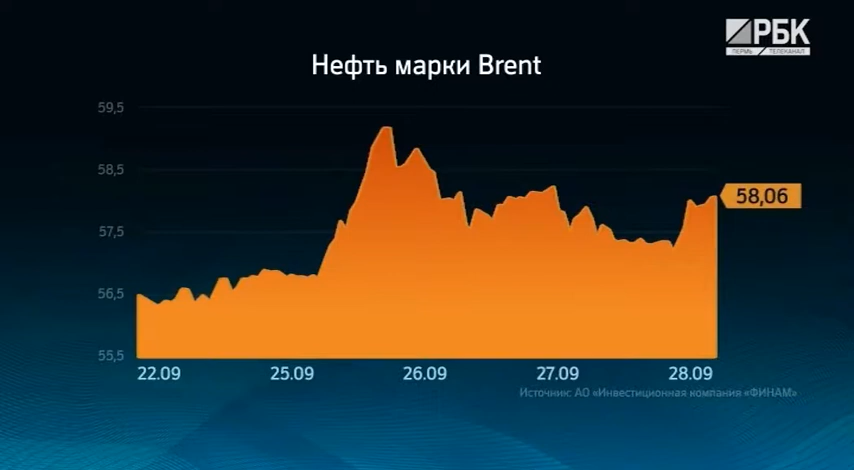 РБК
ПЕРМЬ ТЕЛЕКАНАЛ
Нефть марки Brent
59,5
58,5
58,06
57,5
56,5
55,5
22.09 25.09 26.09 27.09 28.09
Источник: АО «Инвестиционная компания «ФИНАМ»